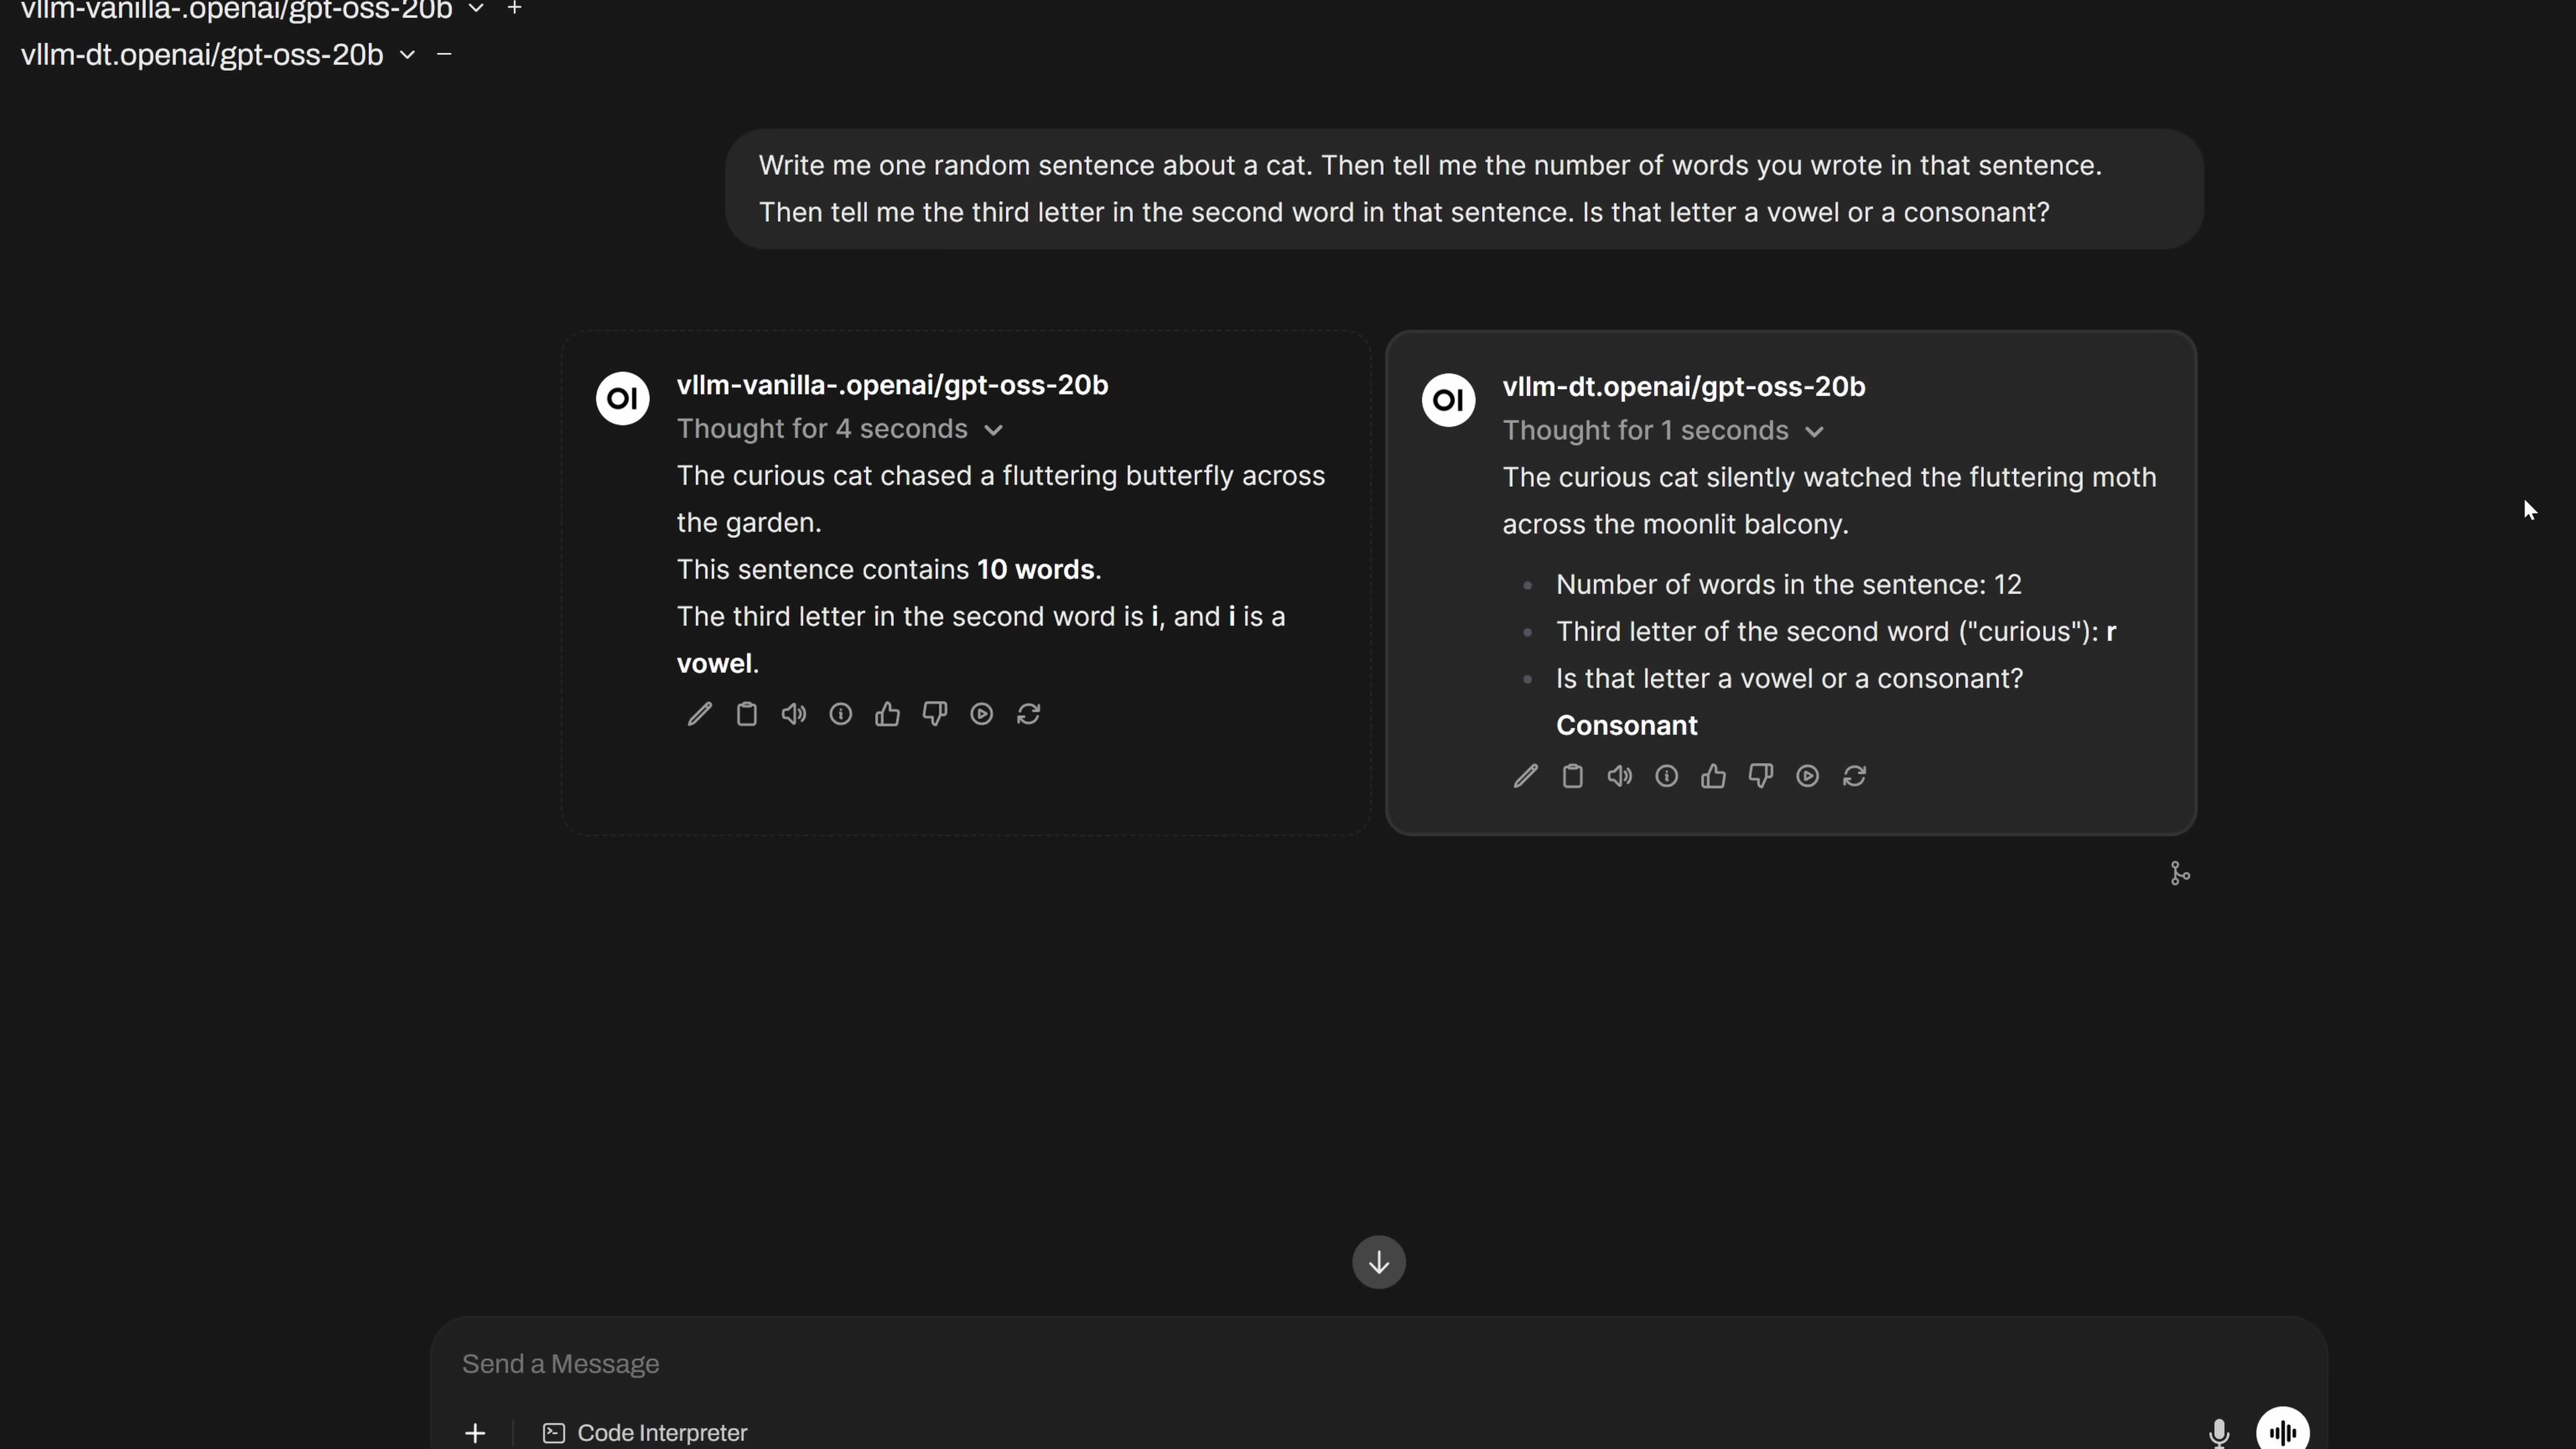 vllm-vanilla-.openai/gpt-oss-20b
vllm-dt.openai/gpt-oss-20b
Write me one random sentence about a cat. Then tell me the number of words you wrote in that sentence.
Then tell me the third letter in the second word in that sentence. Is that letter a vowel or a consonant?
OI
vllm-vanilla-.openai/gpt-oss-20b
Thought for 4 seconds
The curious cat chased a fluttering butterfly across
the garden.
This sentence contains 10 words.
The third letter in the second word is i, and i is a
vowel.
OI
vllm-dt.openai/gpt-oss-20b
Thought for 1 seconds
The curious cat silently watched the fluttering moth
across the moonlit balcony.
• Number of words in the sentence: 12
• Third letter of the second word ("curious"): r
• Is that letter a vowel or a consonant?
Consonant
Send a Message
Code Interpreter